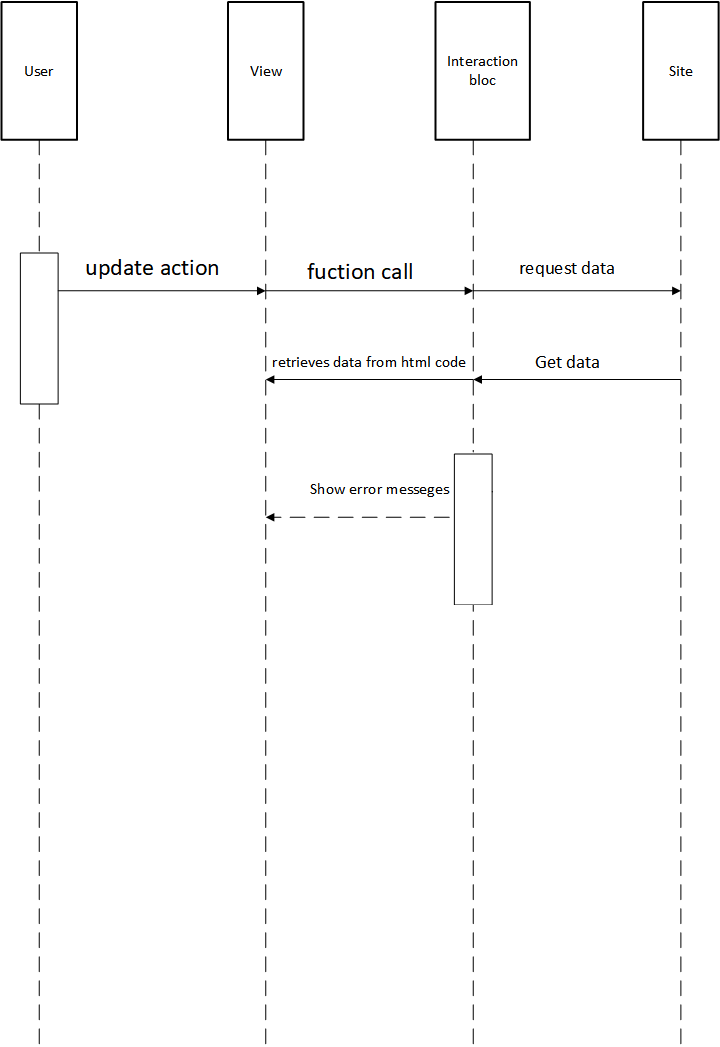 User
View
Interaction
bloc
Site
update action
fuction call
request data
retrieves data from html code
Get data
Show error messeges